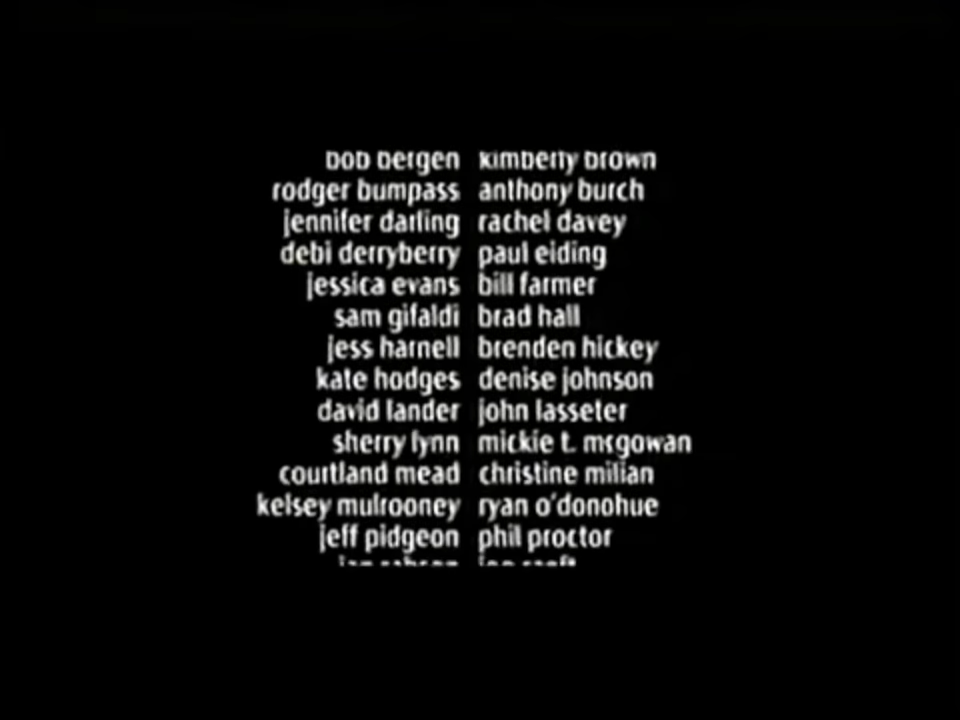 bob bergen kimberly brown
rodger bumpass anthony burch
jennifer darling rachel davey
debi derryberry paul eiding
jessica evans bill farmer
sam gifaldi brad hall
jess harnell brenden hickey
kate hodges denise johnson
david lander john lasseter
sherry lynn mickie t. mcgowan
courtland mead christine milian
kelsey mulrooney ryan o'donohue
jeff pidgeon phil proctor